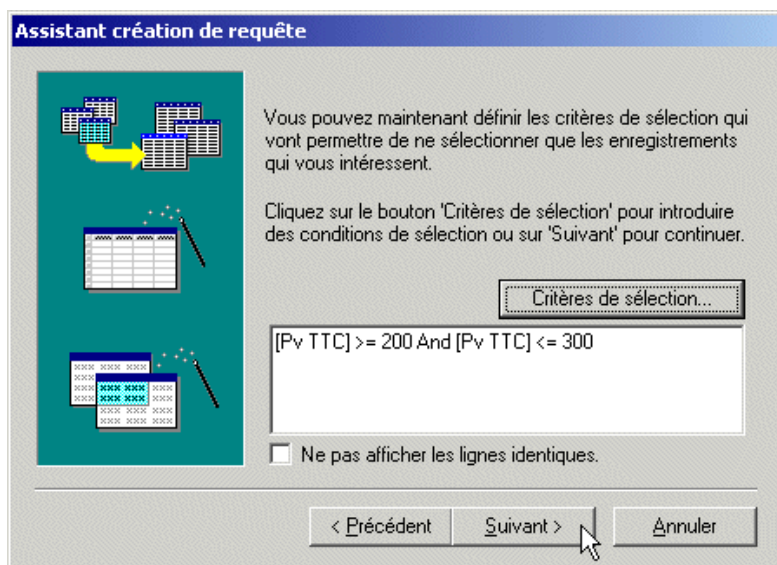 Assistant création de requête
Vous pouvez maintenant définir les critères de sélection qui
vont permettre de ne sélectionner que les enregistrements
qui vous intéressent.
Cliquez sur le bouton 'Critères de sélection' pour introduire
des conditions de sélection ou sur 'Suivant' pour continuer.
Critères de sélection...
[Pv TTC] >= 200 And [Pv TTC] <= 300
Ne pas afficher les lignes identiques.
< Précédent
Suivant >
Annuler